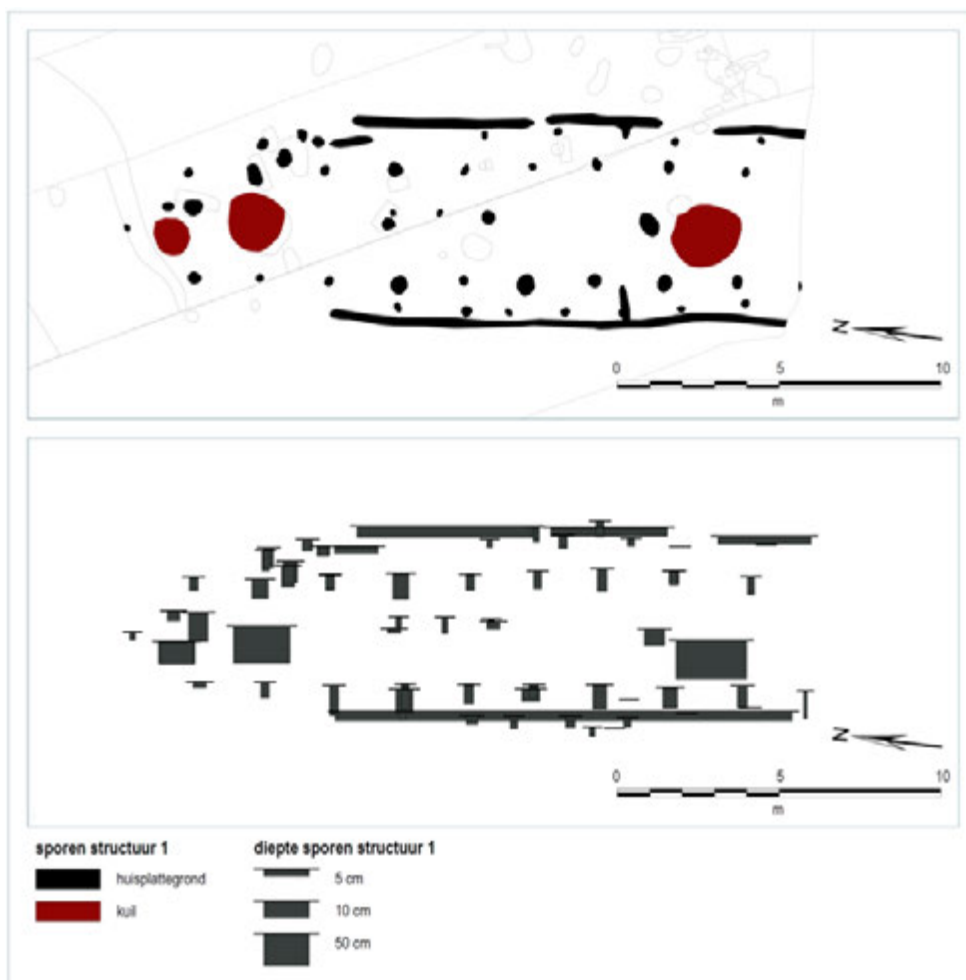 N
0 5 10
m
N
0 5 10
m
sporen structuur 1
huisplattegrond
kuil
diepte sporen structuur 1
5 cm
10 cm
50 cm